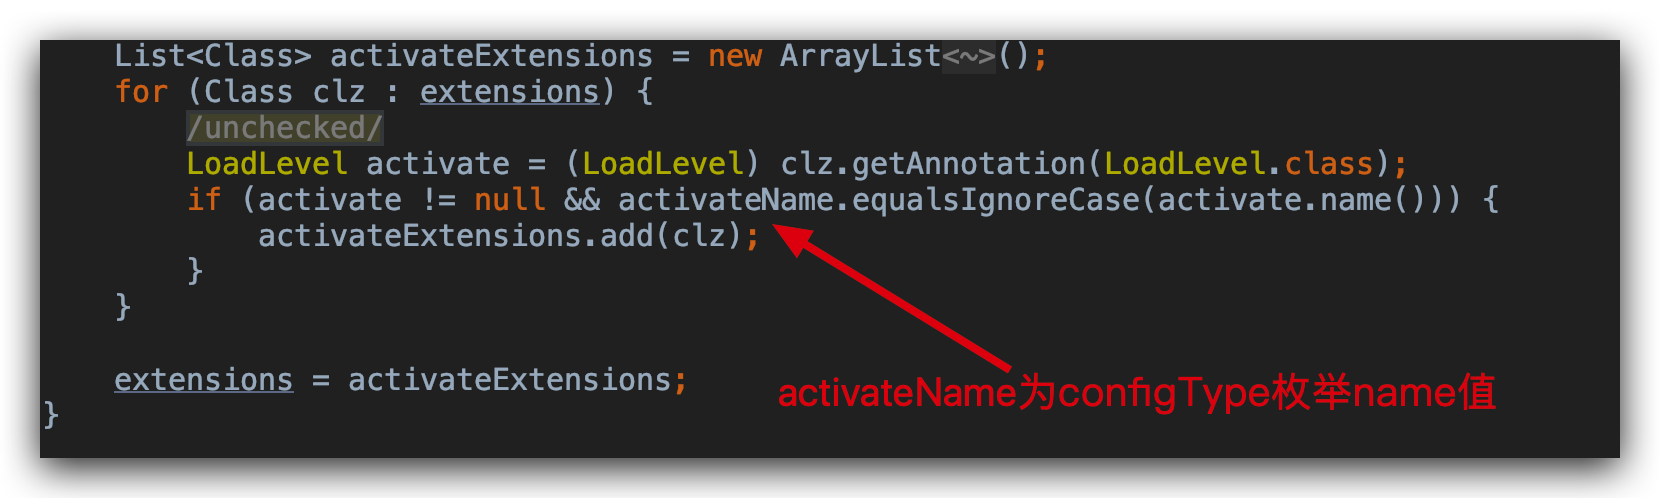 List<Class> activateExtensions = new ArrayList<~>();
for (Class clz : extensions) {
/unchecked/
LoadLevel activate = (LoadLevel) clz.getAnnotation(LoadLevel.class);
if (activate != null && activateName.equalsIgnoreCase(activate.name())) {
activateExtensions.add(clz);
}
}
extensions = activateExtensions;
activateName为configType枚举name值
}